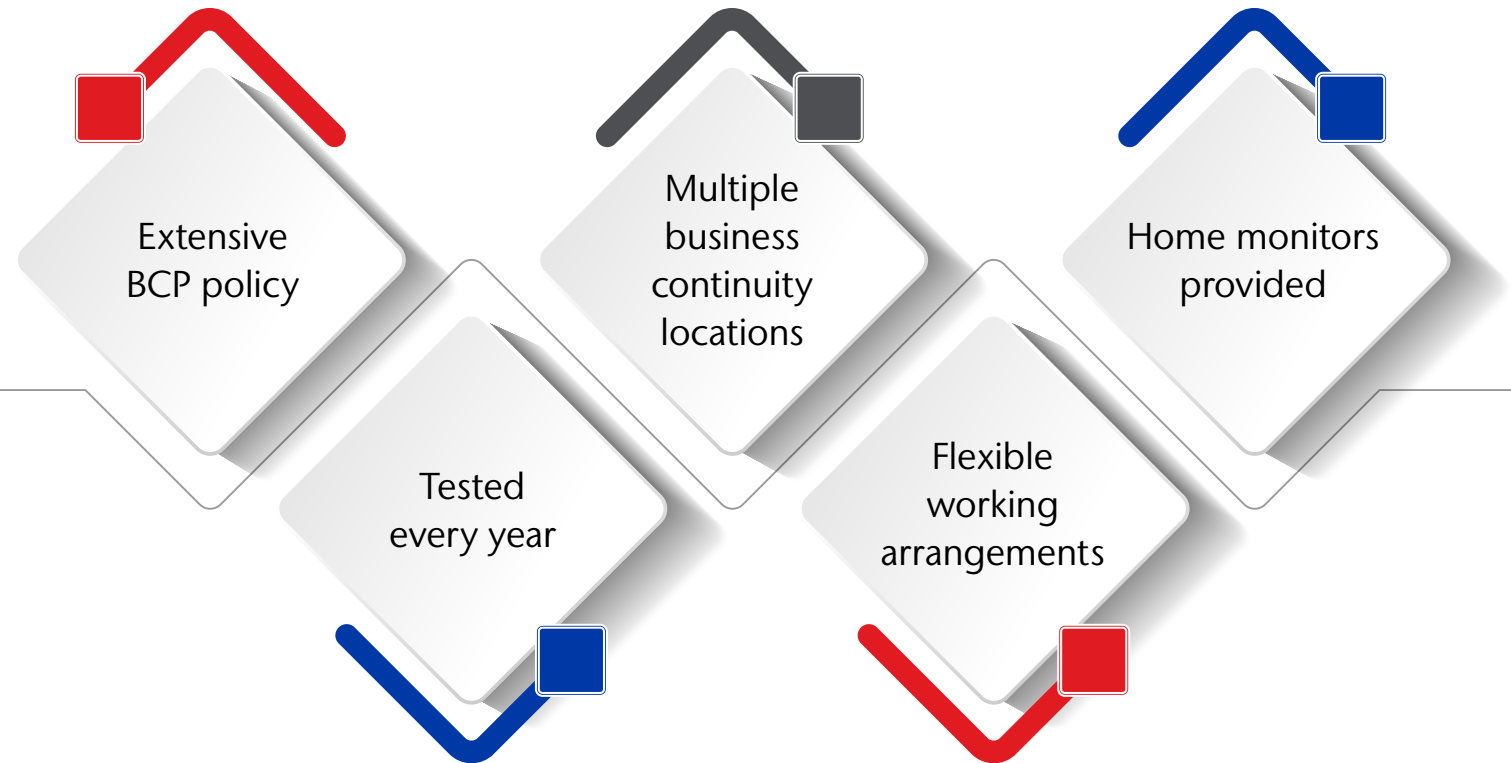 Extensive
BCP policy
Tested
every year
Multiple
business
continuity
locations
Flexible
working
arrangements
Home monitors
provided